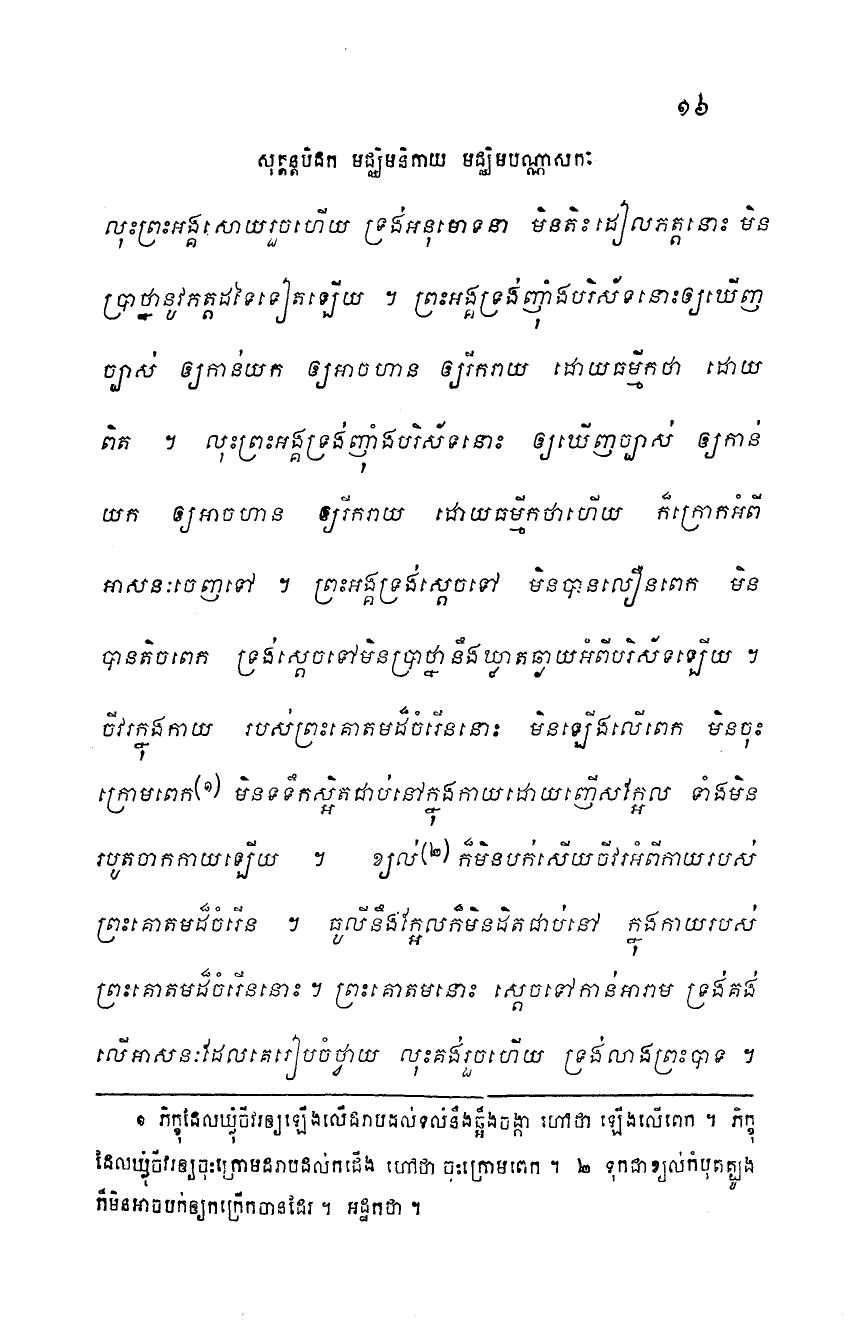 ១៦
សុត្តន្តបិដក មជ្ឈិមនិកាយ មជ្ឈិមបណ្ណាសកៈ
លុះព្រះអង្គសោយរួចហើយ ទ្រង់អនុមោទនា មិនតិះដៀលភត្តនោះ មិន
ប្រាថ្នានូវភត្តដទៃទៀតឡើយ ។ ព្រះអង្គទ្រង់ញ៉ាំងបរិស័ទនោះឲ្យឃើញ
ច្បាស់ ឲ្យកាន់យក ឲ្យអាចហាន ឲ្យរីករាយ ដោយធម្មីកថា ដោយ
ពិត ។ លុះព្រះអង្គទ្រង់ញ៉ាំងបរិស័ទនោះ ឲ្យឃើញច្បាស់ ឲ្យកាន់
យក ឲ្យអាចហាន ឲ្យរីករាយ ដោយធម្មីកថាហើយ ក៏ក្រោកអំពី
អាសនៈចេញទៅ ។ ព្រះអង្គទ្រង់ស្តេចទៅ មិនបានលឿនពេក មិន
បានតិចពេក ទ្រង់ស្តេចទៅមិនប្រាថ្នានឹងឃ្វាតឆ្ងាយអំពីបរិស័ទឡើយ ។
ចីវរក្នុងកាយ របស់ព្រះគោតមដ៏ចំរើននោះ មិនឡើងលើពេក មិនចុះ
ក្រោមពេក(១) មិនទទឹកស្អិតជាប់នៅក្នុងកាយដោយញើសក្អែល ទាំងមិន
របូតចាកកាយឡើយ ។ ខ្យល់(២) ក៏មិនបក់សើយចីវរអំពីកាយរបស់
ព្រះគោតមដ៏ចំរើន ។ ធូលីនឹងក្អែលក៏មិនដិតជាប់នៅ ក្នុងកាយរបស់
ព្រះគោតមដ៏ចំរើននោះ ។ ព្រះគោតមនោះ ស្តេចទៅកាន់អារាម ទ្រង់គង់
លើអាសនៈដែលគេរៀបចំថ្វាយ លុះគង់រួចហើយ ទ្រង់លាងព្រះបាទ ។
១ ភិក្ខុដែលឃ្លុំចីវរឲ្យឡើងលើដរាបដល់ទល់នឹងឆ្អឹងចង្កា ហៅថា ឡើងលើពេក ។ ភិក្ខុ
ដែលឃ្លុំចីវរឲ្យចុះក្រោមដរាបដល់កជើង ហៅថា ចុះក្រោមពេក ។ ២ ទុកជាខ្យល់កំបុតត្បូង
ក៏មិនអាចបក់ឲ្យកក្រើកបានដែរ ។ អដ្ឋកថា ។